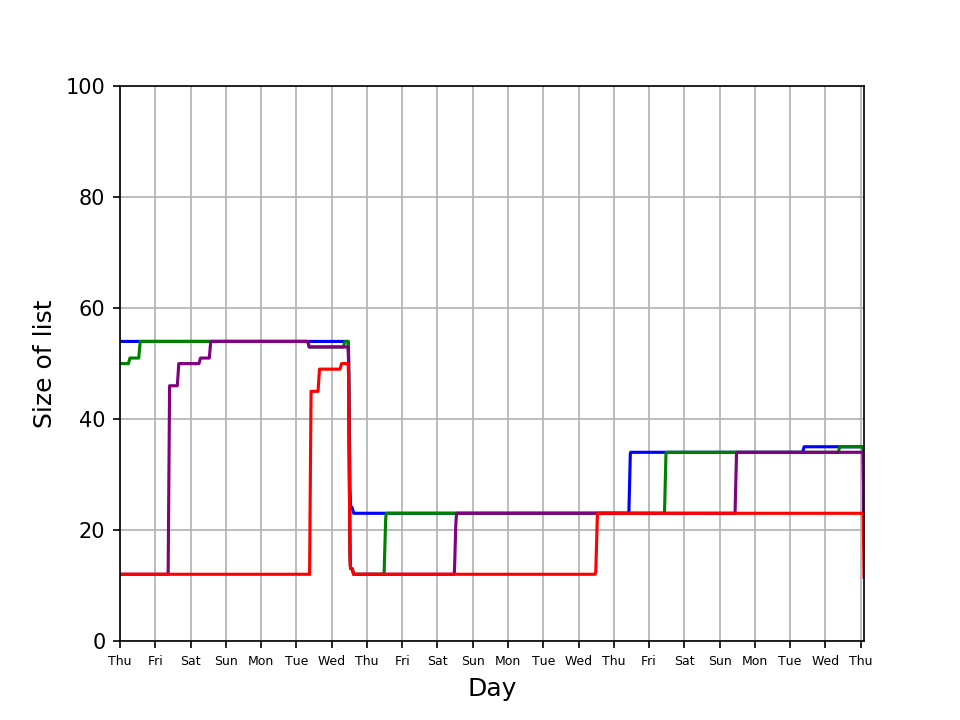 100
80
60
40
20
0
Size of list
Thu Fri Sat Sun Mon Tue Wed Thu Fri Sat Sun Mon Tue Wed Thu Fri Sat Sun Mon Tue Wed Thu
Day